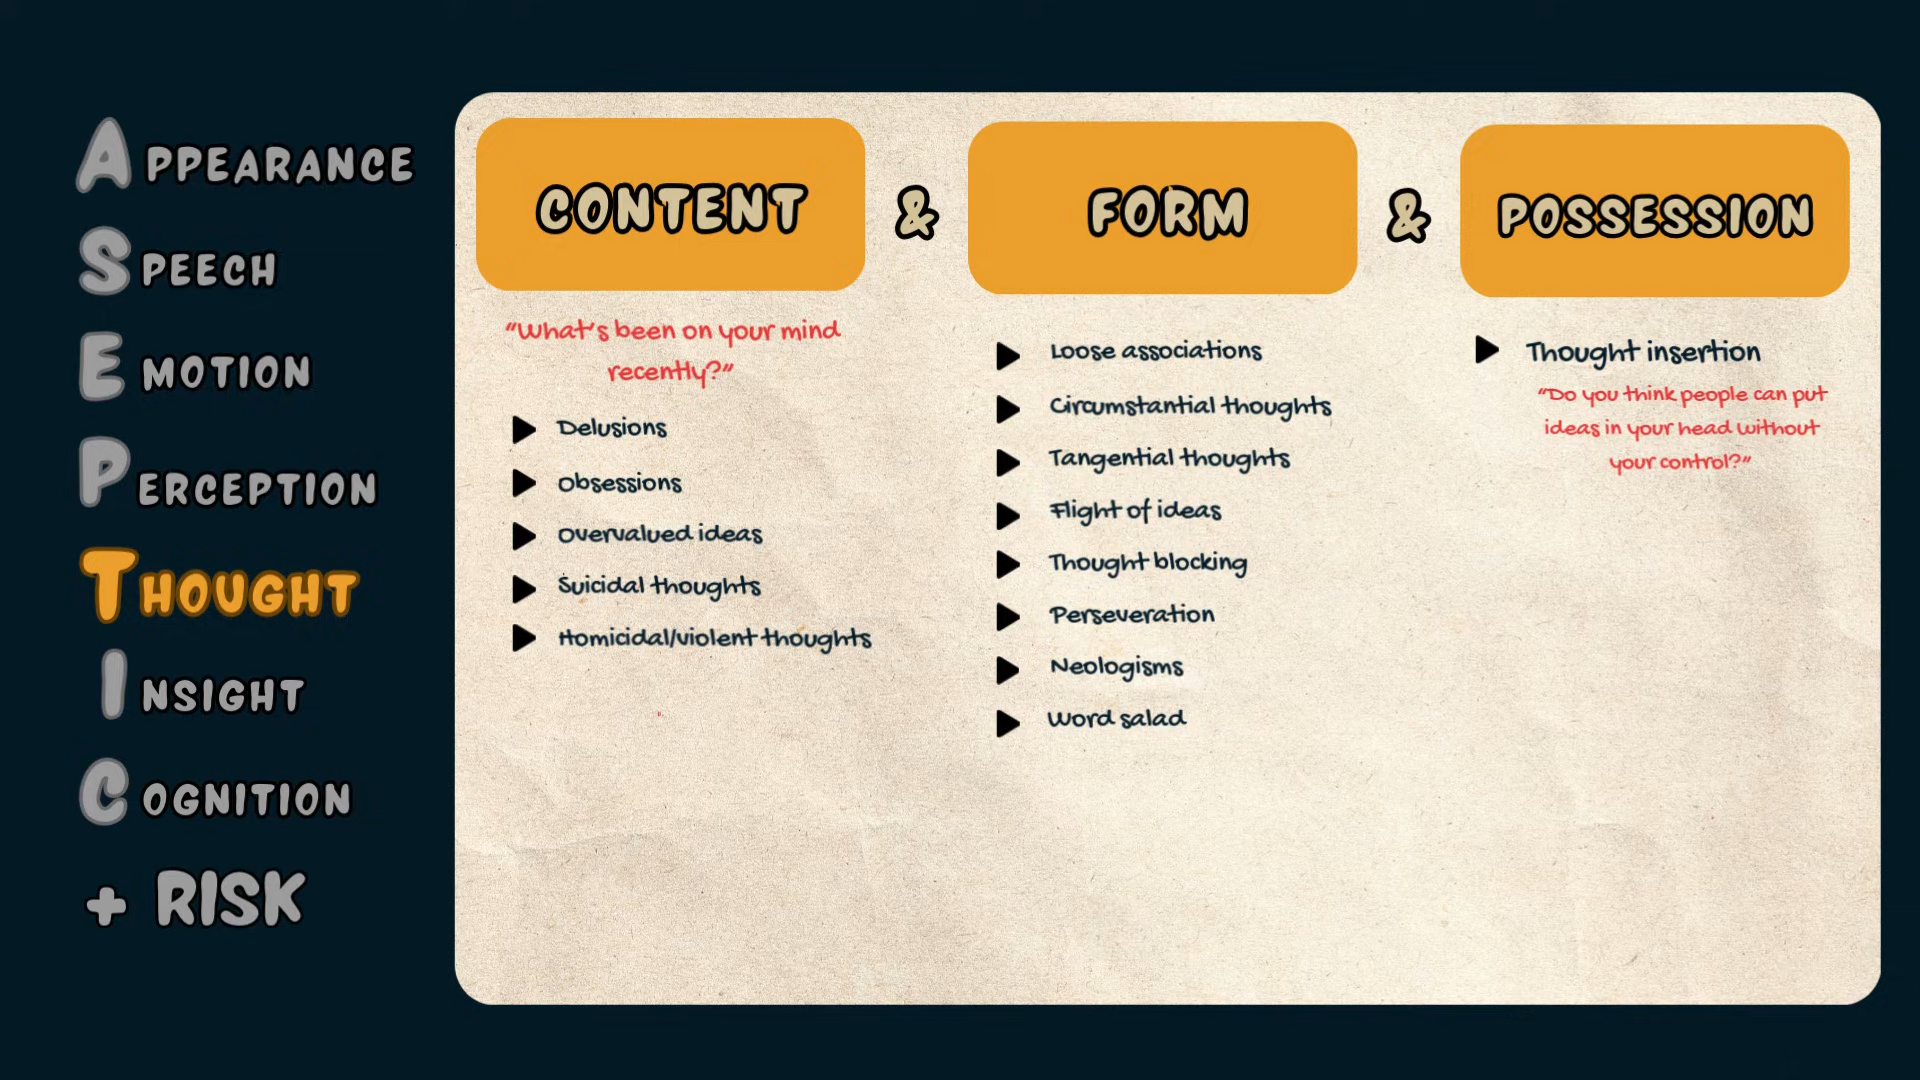 APPEARANCE
SPEECH
EMOTION
PERCEPTION
THOUGHT
INSIGHT
COGNITION
+ RISK
CONTENT & FORM & POSSESSION
"What's been on your mind
recently?"
Delusions
Obsessions
Overvalued ideas
Suicidal thoughts
Homicidal/violent thoughts
Loose associations
Circumstantial thoughts
Tangential thoughts
Flight of ideas
Thought blocking
Perseveration
Neologisms
Word salad
Thought insertion
"Do you think people can put
ideas in your head without
your control?"